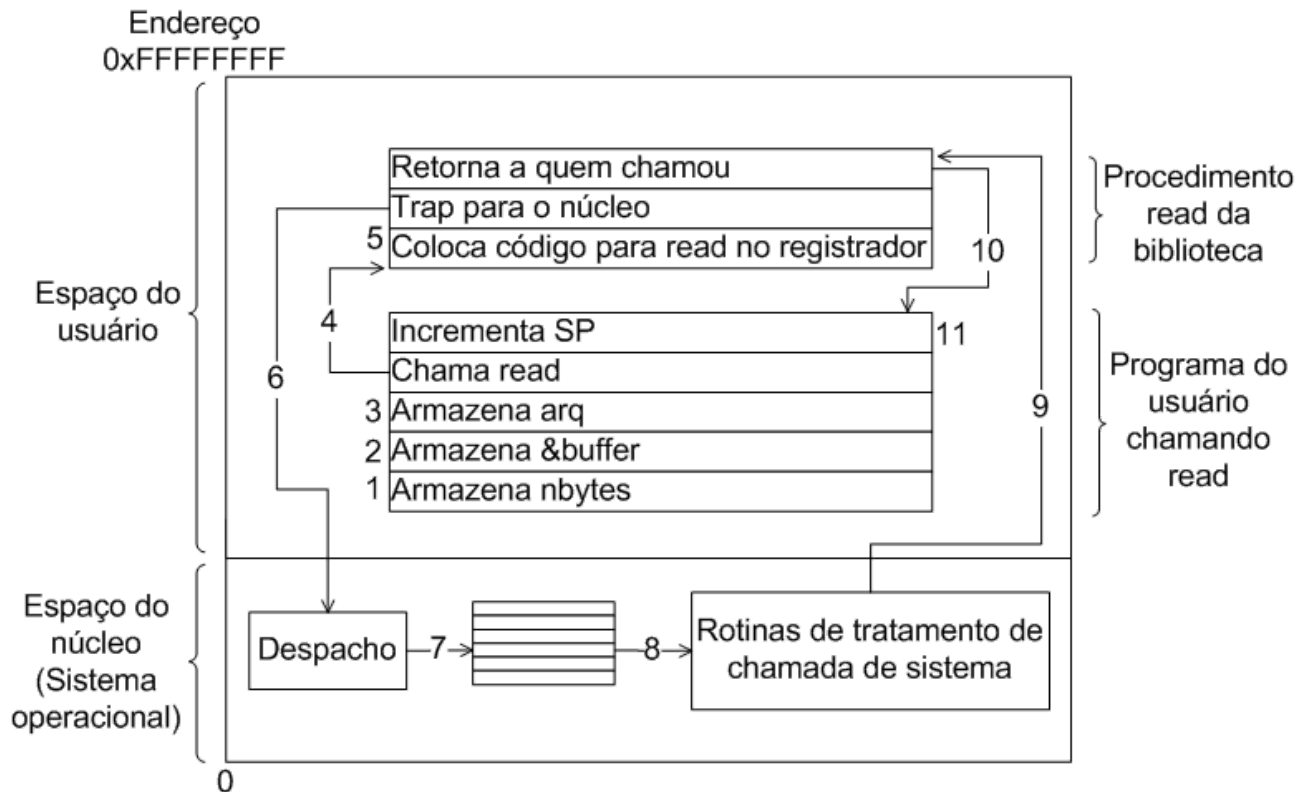 Endereço
0xFFFFFFFF
Retorna a quem chamou
Trap para o núcleo
5
Coloca código para read no registrador
10
Procedimento
read da
biblioteca
Espaço do
usuário
4
Incrementa SP
11
6
Chama read
9
3
Armazena arq
2
Armazena &buffer
1
Armazena nbytes
Programa do
usuário
chamando
read
Espaço do
núcleo
(Sistema
operacional)
Despacho
7
8
Rotinas de tratamento de
chamada de sistema
0